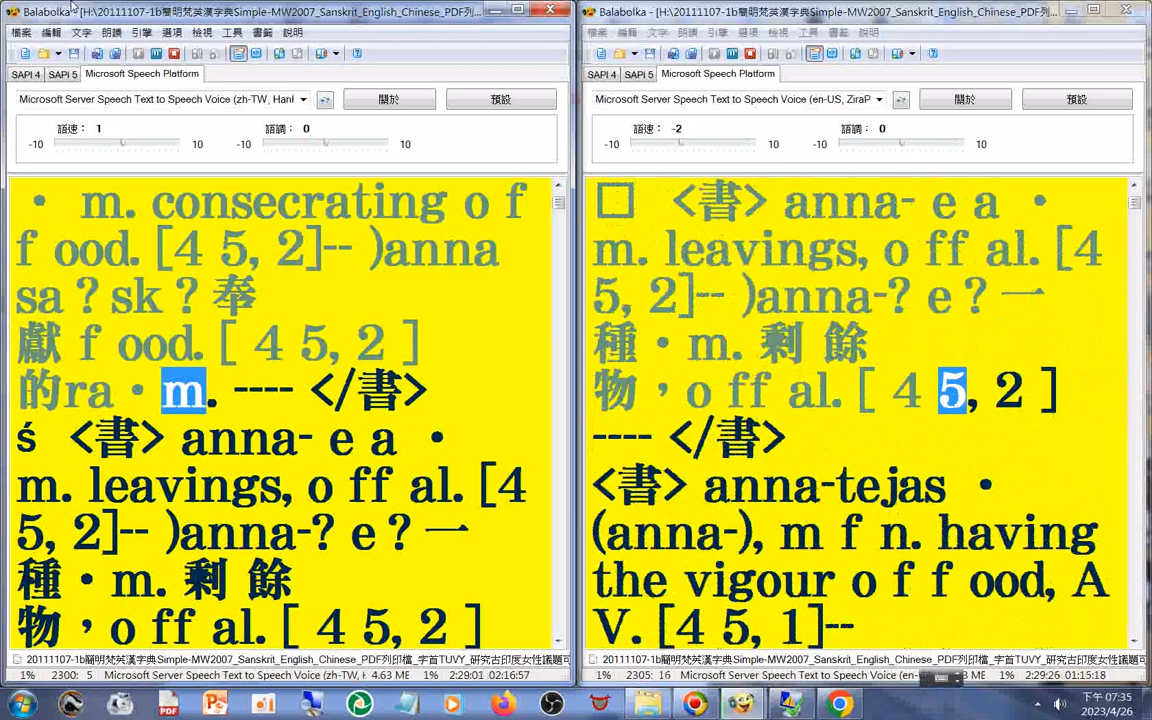 Balabolka - [H:\20111107-1b簡明梵英漢字典Simple-MW2007_Sanskrit_English_Chinese_PDF列...
檔案 編輯 文字 朗讀 引擎 選項 檢視 工具 書籤 說明
SAPI 4 SAPI 5 Microsoft Speech Platform
Microsoft Server Speech Text to Speech Voice (zh-TW, HanH
關於 預設
語速： 1 語調： 0
-10 10 -10 10
• m. consecrating o f
f ood. [4 5, 2]-- )anna
sa ? sk ? 奉
獻 f ood. [ 4 5, 2 ]
的ra • m. ---- </書>
ś <書> anna- e a •
m. leavings, o ff al. [4
5, 2]-- )anna-? e ? 一
種 • m. 剩 餘
物，o ff al. [ 4 5, 2 ]
20111107-1b簡明梵英漢字典Simple-MW2007_Sanskrit_English_Chinese_PDF列印檔_字首TUVY_研究古印度女性議題可
1% 2300: 5 Microsoft Server Speech Text to Speech Voice (zh-TW, H 4.63 ME 1% 2:29:01 02:16:57
Balabolka - [H:\20111107-1b簡明梵英漢字典Simple-MW2007_Sanskrit_English_Chinese_PDF列...
檔案 編輯 文字 朗讀 引擎 選項 檢視 工具 書籤 說明
SAPI 4 SAPI 5 Microsoft Speech Platform
Microsoft Server Speech Text to Speech Voice (en-US, ZiraP
關於 預設
語速： -2 語調： 0
-10 10 -10 10
□ <書> anna- e a •
m. leavings, o ff al. [4
5, 2]-- )anna-? e ? 一
種 • m. 剩 餘
物，o ff al. [ 4 5, 2 ]
---- </書>
<書> anna-tejas •
(anna-), m f n. having
the vigour o f f ood, A
V. [4 5, 1]--
20111107-1b簡明梵英漢字典Simple-MW2007_Sanskrit_English_Chinese_PDF列印檔_字首TUVY_研究古印度女性議題可
1% 2305: 16 Microsoft Server Speech Text to Speech Voice 1% 2:29:26 01:15:18
下午 07:35
2023/4/26